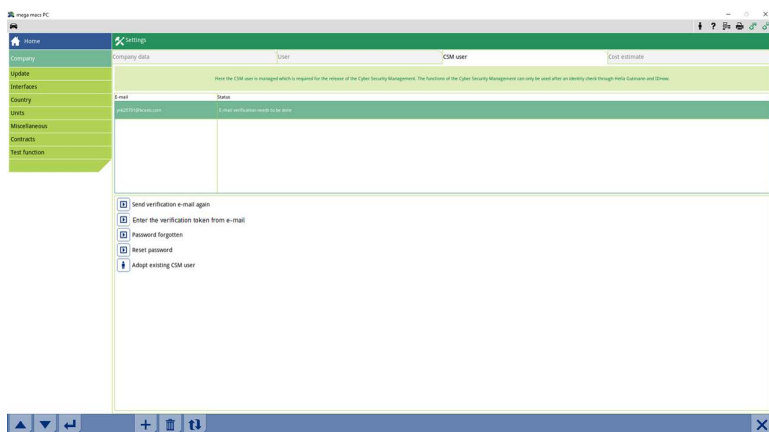 mega macs PC
?
Home
Settings
Company
Company data
User
CSM user
Cost estimate
Update
Interfaces
Country
Units
Miscellaneous
Contracts
Test function
Here the CSM user is managed which is required for the release of the Cyber Security Management. The functions of the Cyber Security Management can only be used after an identity check through Hella Gutmann and IDnow.
E-mail
Status
E-mail verification needs to be done
Send verification e-mail again
Enter the verification token from e-mail
Password forgotten
Reset password
Adopt existing CSM user